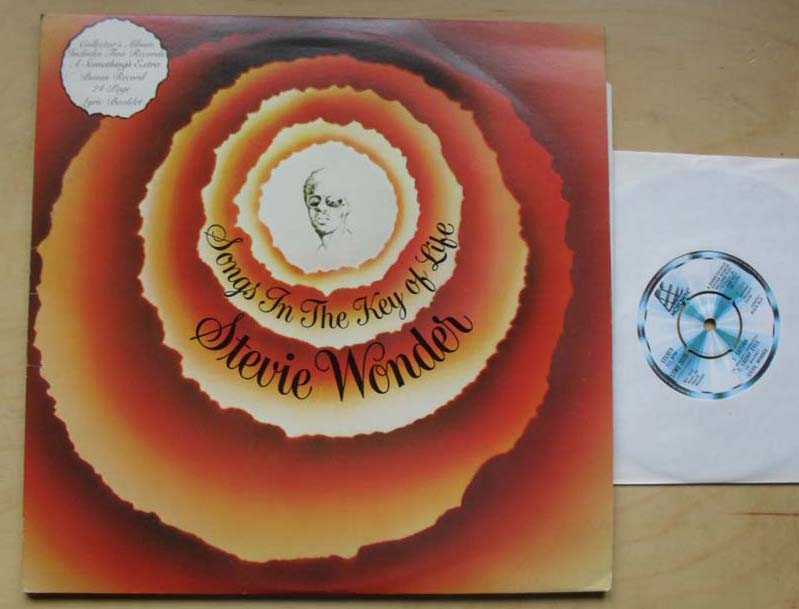 Collector's Album
Includes Two Records
A Something's Extra
Bonus Record
24-Page
Lyric Booklet
Songs In The Key of Life
Stevie Wonder